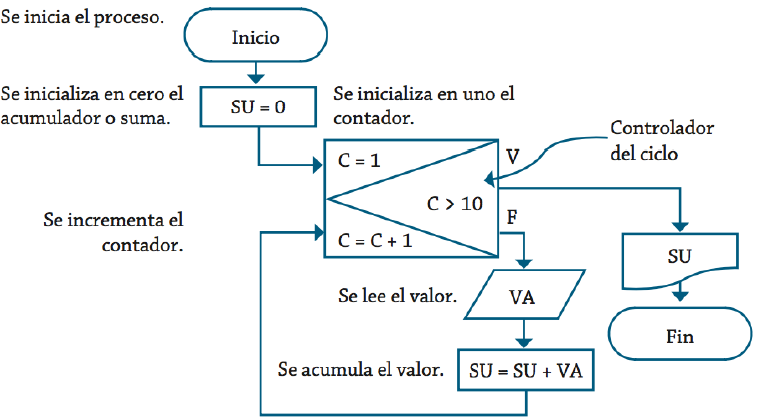 Se inicia el proceso.
Inicio
Se inicializa en cero el
acumulador o suma.
SU = 0
Se inicializa en uno el
contador.
Controlador
del ciclo
C = 1
V
C > 10
F
Se incrementa el
contador.
C = C + 1
SU
Se lee el valor.
VA
Fin
Se acumula el valor.
SU = SU + VA